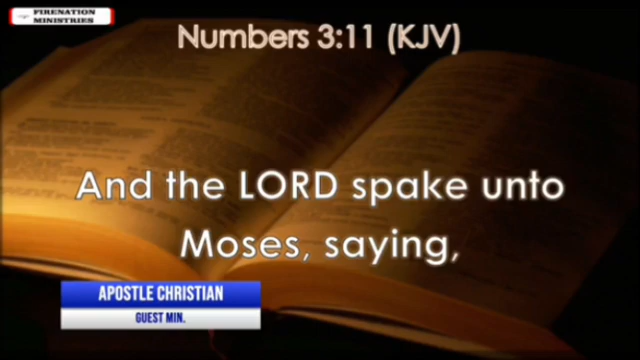 FIRENATION
MINISTRIES
Numbers 3:11 (KJV)
And the LORD spake unto
Moses, saying,
APOSTLE CHRISTIAN
GUEST MIN.